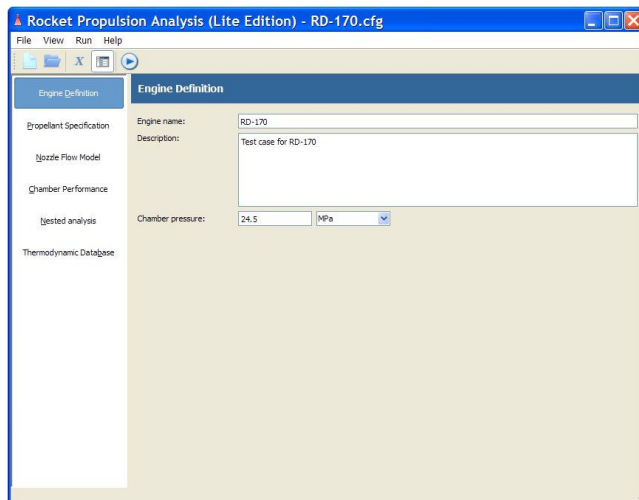 Rocket Propulsion Analysis (Lite Edition) - RD-170.cfg
File View Run Help
X
Engine Definition
Engine Definition
Propellant Specification
Nozzle Flow Model
Chamber Performance
Nested analysis
Thermodynamic Database
Engine name: RD-170
Description: Test case for RD-170
Chamber pressure: 24.5 MPa